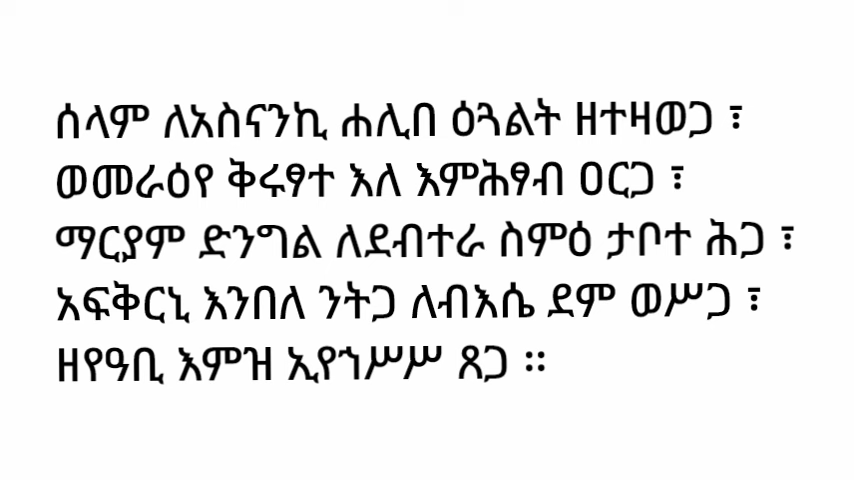 ሰላም ለአስናንኪ ሐሊበ ዕጓልት ዘተዛወጋ ፣
ወመራዕየ ቅሩፃተ እለ እምሕፃብ ዐርጋ ፣
ማርያም ድንግል ለደብተራ ስምዕ ታቦተ ሕጋ ፣
አፍቅርኒ እንበለ ንትጋ ለብእሴ ደም ወሥጋ ፣
ዘየዓቢ እምዝ ኢየኀሥሥ ጸጋ ።